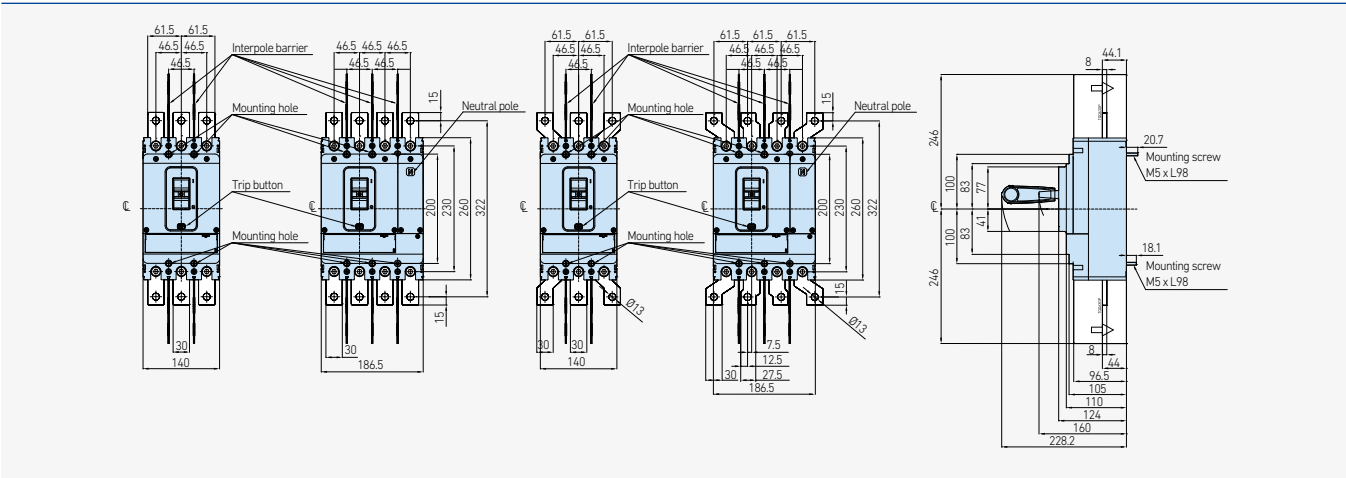 61.5 61.5
46.5 46.5
46.5
Interpole barrier
46.5 46.5 46.5
46.5 46.5
15
Neutral pole
Mounting hole
Trip button
℄
℄
200
230
260
322
Mounting hole
15
30
140
30
186.5
61.5 61.5
46.5 46.5
46.5
Interpole barrier
61.5 61.5 61.5
46.5 46.5 46.5
46.5 46.5
15
Neutral pole
Mounting hole
Trip button
℄
℄
200
230
260
322
Mounting hole
15
Ø13
Ø13
30 30
140
7.5
12.5
30 27.5
186.5
44.1
8
246
20.7
Mounting screw
M5 x L98
100
83
77
℄
41
83
100
18.1
Mounting screw
M5 x L98
246
8
44
96.5
105
110
124
160
228.2